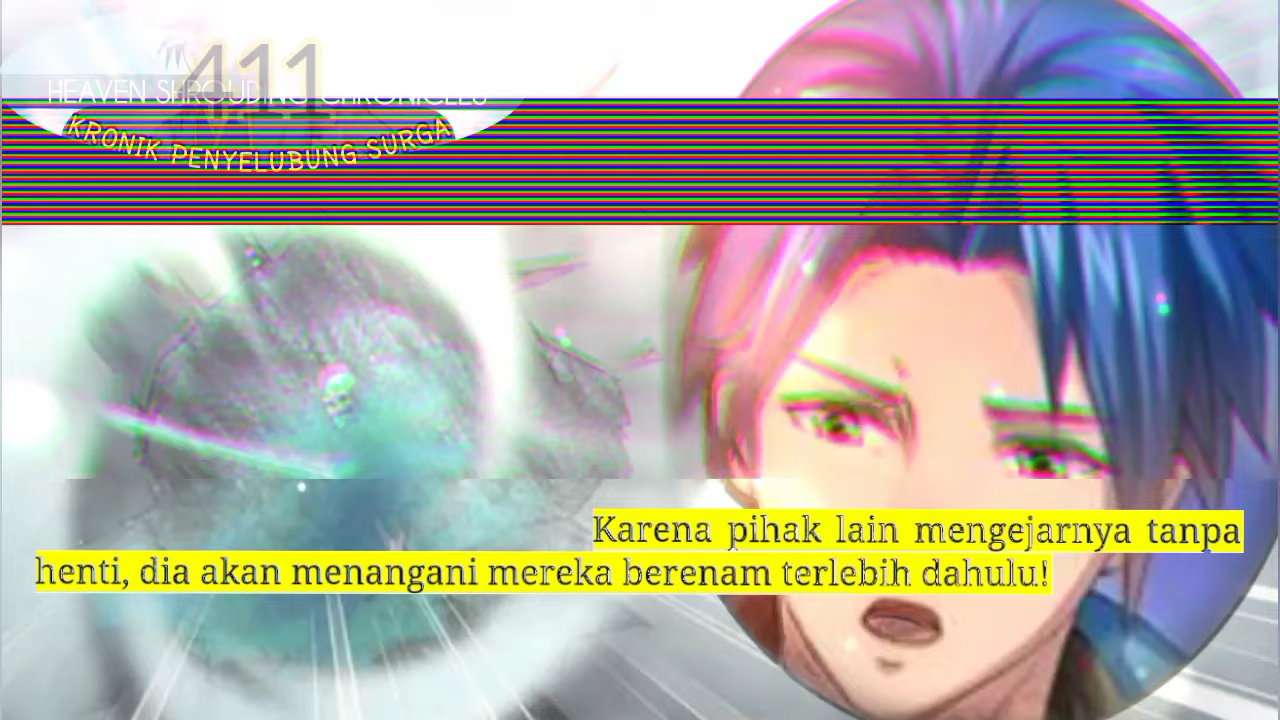 411
HEAVEN SHROUDING CHRONICLES
KRONIK PENYELUBUNG SURGA
Karena pihak lain mengejarnya tanpa
henti, dia akan menangani mereka berenam terlebih dahulu!